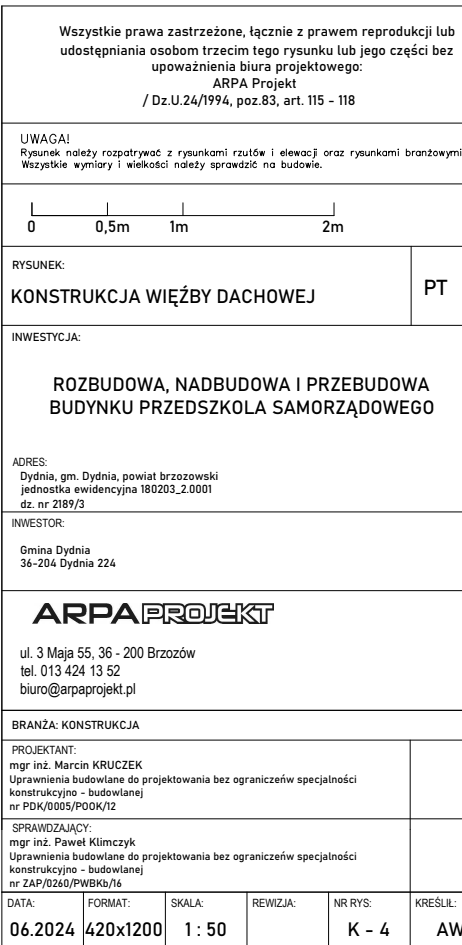 Wszystkie prawa zastrzeżone, łącznie z prawem reprodukcji lub
udostępniania osobom trzecim tego rysunku lub jego części bez
upoważnienia biura projektowego:
ARPA Projekt
/ Dz.U.24/1994, poz.83, art. 115 - 118
UWAGA!
Rysunek należy rozpatrywać z rysunkami rzutów i elewacji oraz rysunkami branżowymi
Wszystkie wymiary i wielkości należy sprawdzić na budowie.
0 0,5m 1m 2m
RYSUNEK:
KONSTRUKCJA WIĘŹBY DACHOWEJ PT
INWESTYCJA:
ROZBUDOWA, NADBUDOWA I PRZEBUDOWA
BUDYNKU PRZEDSZKOLA SAMORZĄDOWEGO
ADRES:
Dydnia, gm. Dydnia, powiat brzozowski
jednostka ewidencyjna 180203_2.0001
dz. nr 2189/3
INWESTOR:
Gmina Dydnia
36-204 Dydnia 224
ARPAPROJEKT
ul. 3 Maja 55, 36 - 200 Brzozów
tel. 013 424 13 52
biuro@arpaprojekt.pl
BRANŻA: KONSTRUKCJA
PROJEKTANT:
mgr inż. Marcin KRUCZEK
Uprawnienia budowlane do projektowania bez ograniczeńw specjalności
konstrukcyjno - budowlanej
nr PDK/0005/POOK/12
SPRAWDZAJĄCY:
mgr inż. Paweł Klimczyk
Uprawnienia budowlane do projektowania bez ograniczeńw specjalności
konstrukcyjno - budowlanej
nr ZAP/0260/PWBKb/16
DATA: FORMAT: SKALA: REWIZJA: NR RYS: KREŚLIŁ:
06.2024 420x1200 1 : 50 K - 4 AW